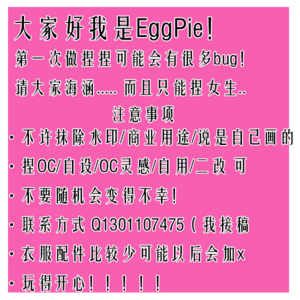 大家好我是EggPie!
第一次做捏捏可能会有很多bug!
请大家海涵..... 而且只能捏女生..
注意事项
·不许抹除水印/商业用途/说是自己画的
·捏OC/自设/OC灵感/自用/二改 可
·不要随机会变得不幸!
·联系方式 Q1301107475 ( 我接稿
·衣服配件比较少可能以后会加x
·玩得开心! ! ! ! !